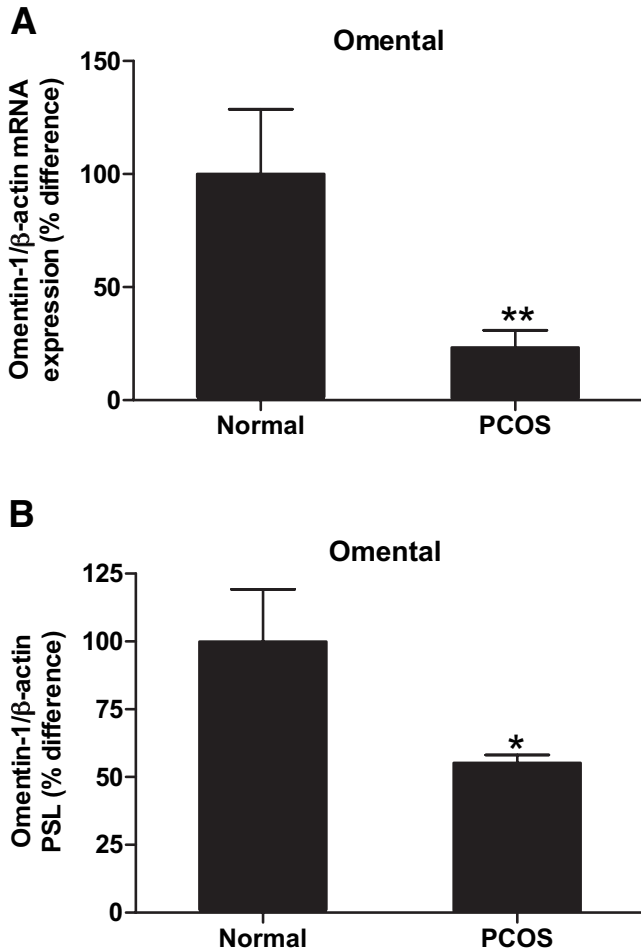 A
Omental
Omentin-1/β-actin mRNA
expression (% difference)
150
100
50
0
**
Normal
PCOS
B
Omental
Omentin-1/β-actin
PSL (% difference)
125
100
75
50
25
0
*
Normal
PCOS